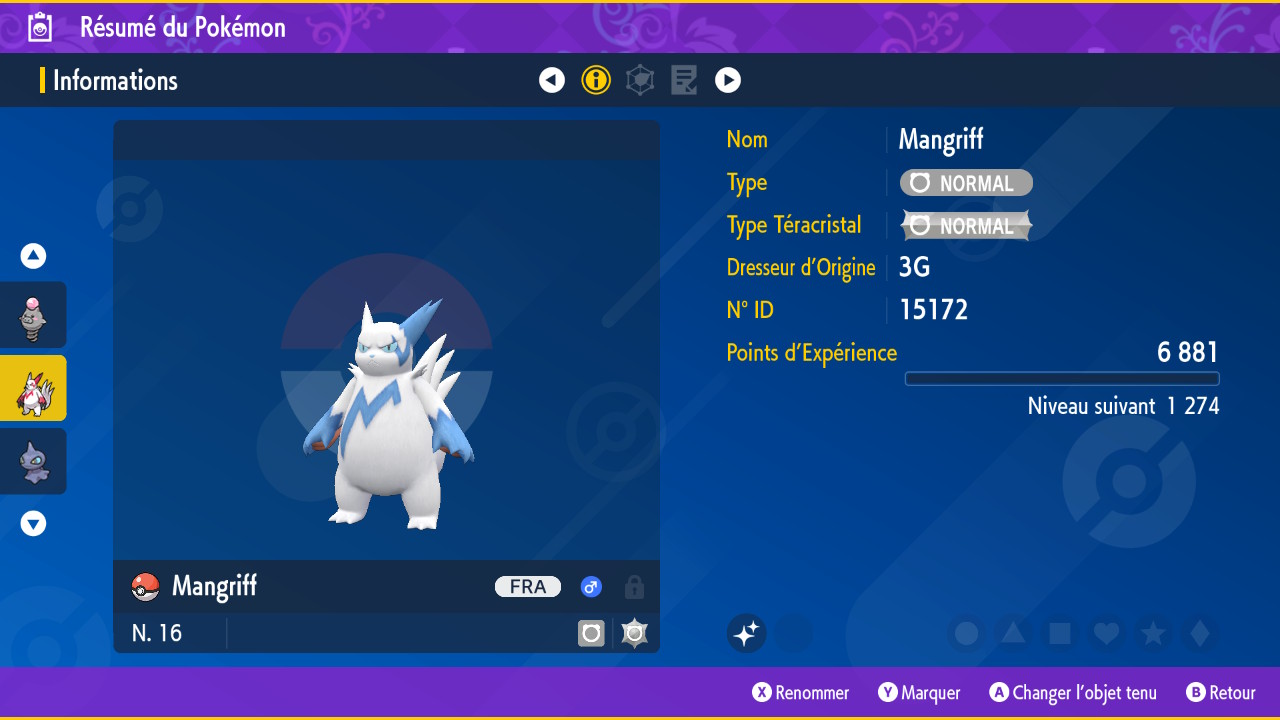 Résumé du Pokémon
Informations
Nom Mangriff
Type NORMAL
Type Téracristal NORMAL
Dresseur d'Origine 3G
N° ID 15172
Points d'Expérience 6 881
Niveau suivant 1 274
Mangriff FRA
N. 16
X Renommer Y Marquer A Changer l'objet tenu B Retour